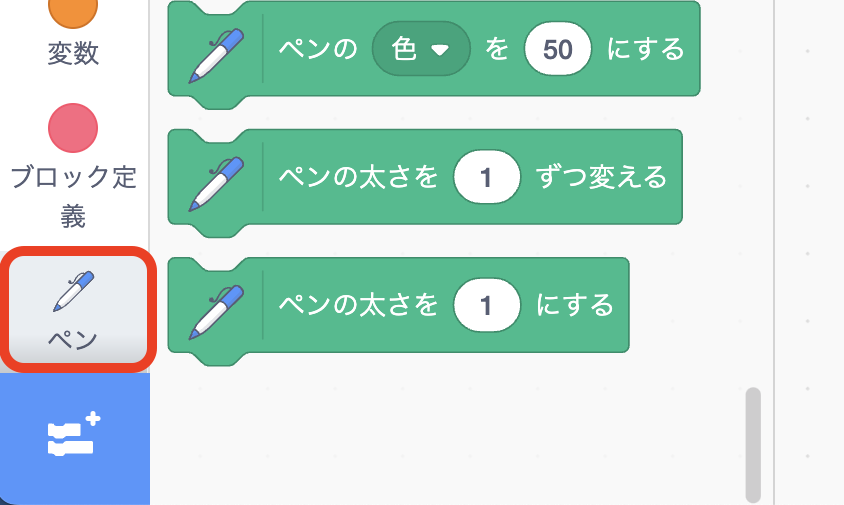 変数
ブロック定
義
ペン
ペンの 色 を 50 にする
ペンの太さを 1 ずつ変える
ペンの太さを 1 にする